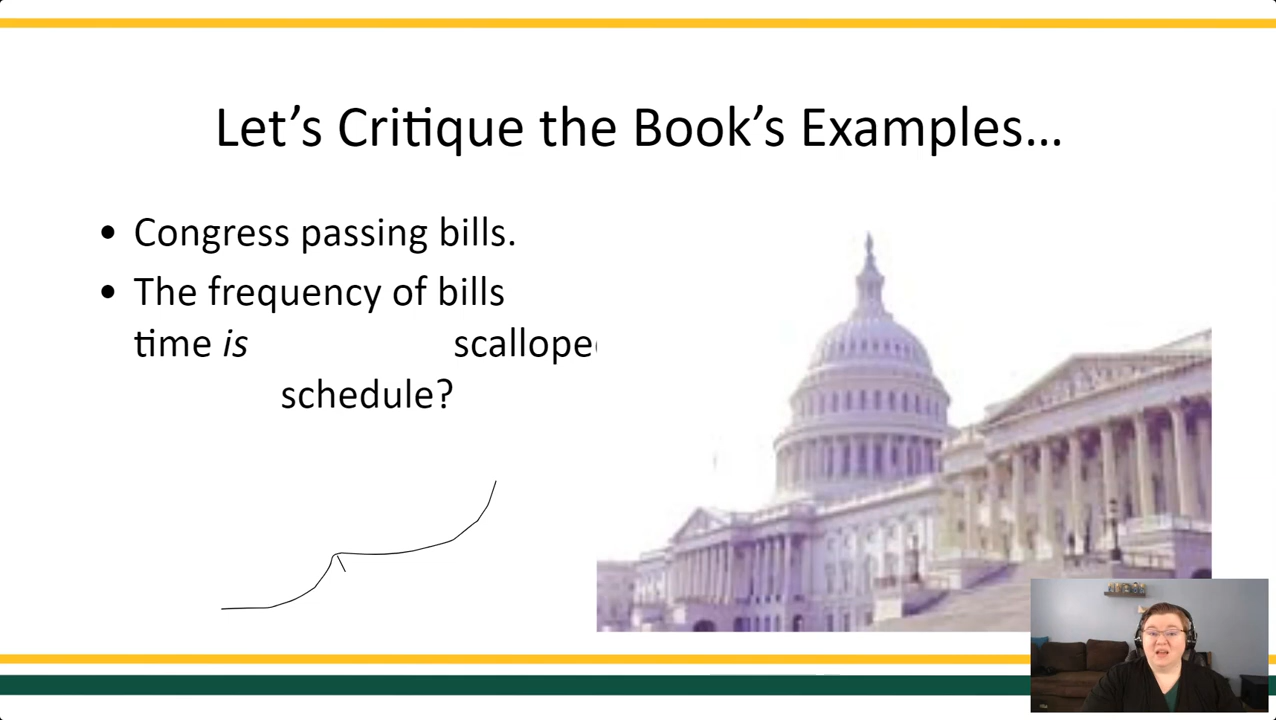 Let's Critique the Book's Examples...
• Congress passing bills.
• The frequency of bills
time is scallope
schedule?